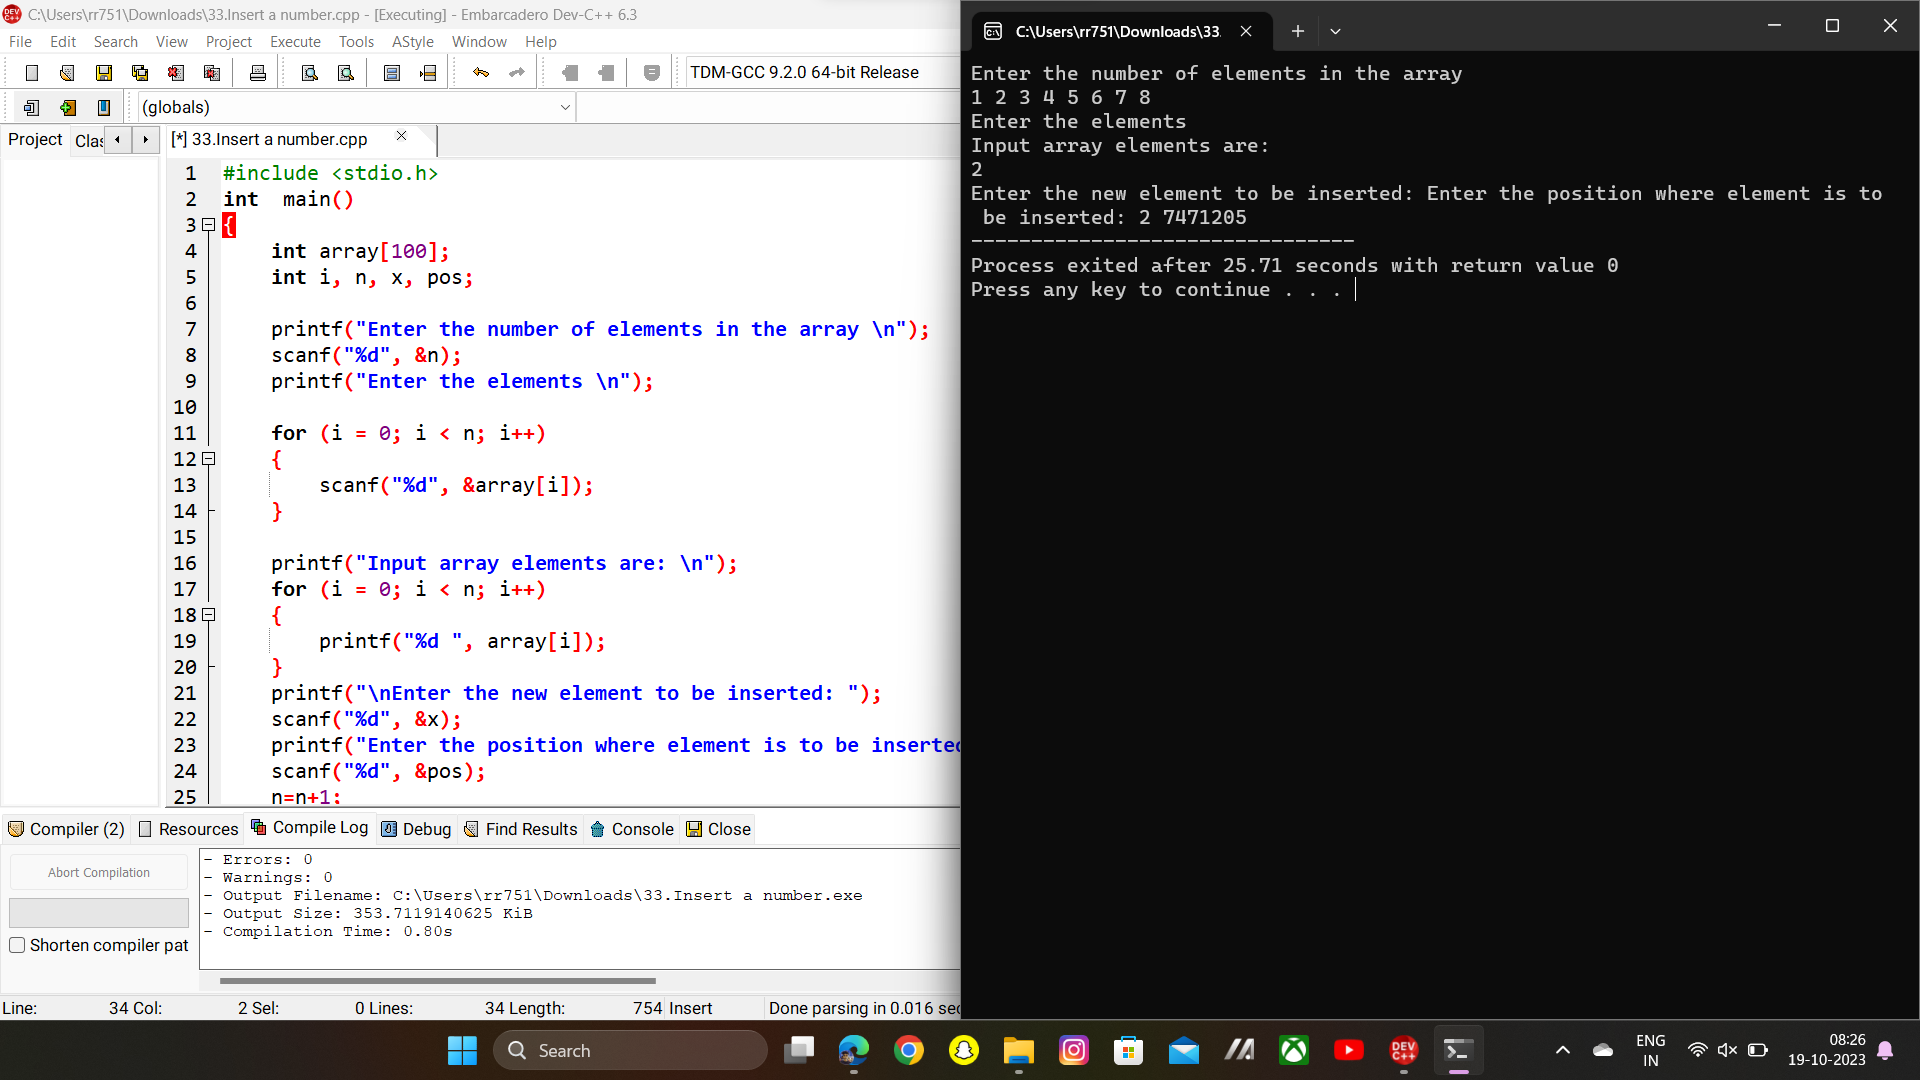 C:\Users\rr751\Downloads\33.Insert a number.cpp - [Executing] - Embarcadero Dev-C++ 6.3
File Edit Search View Project Execute Tools AStyle Window Help
TDM-GCC 9.2.0 64-bit Release
(globals)
Project Clas [*] 33.Insert a number.cpp
1 #include <stdio.h>
2 int  main()
3 {
4     int array[100];
5     int i, n, x, pos;
6
7     printf("Enter the number of elements in the array \n");
8     scanf("%d", &n);
9     printf("Enter the elements \n");
10
11     for (i = 0; i < n; i++)
12     {
13         scanf("%d", &array[i]);
14     }
15
16     printf("Input array elements are: \n");
17     for (i = 0; i < n; i++)
18     {
19         printf("%d ", array[i]);
20     }
21     printf("\nEnter the new element to be inserted: ");
22     scanf("%d", &x);
23     printf("Enter the position where element is to be inserted
24     scanf("%d", &pos);
25     n=n+1;
Compiler (2) Resources Compile Log Debug Find Results Console Close
Abort Compilation
Shorten compiler pat
- Errors: 0
- Warnings: 0
- Output Filename: C:\Users\rr751\Downloads\33.Insert a number.exe
- Output Size: 353.7119140625 KiB
- Compilation Time: 0.80s
Line: 34 Col: 2 Sel: 0 Lines: 34 Length: 754 Insert Done parsing in 0.016 sec
C:\Users\rr751\Downloads\33.
Enter the number of elements in the array
1 2 3 4 5 6 7 8
Enter the elements
Input array elements are:
2
Enter the new element to be inserted: Enter the position where element is to
be inserted: 2 7471205
--------------------------------
Process exited after 25.71 seconds with return value 0
Press any key to continue . . .
Search
DEV C++
ENG
IN
08:26
19-10-2023